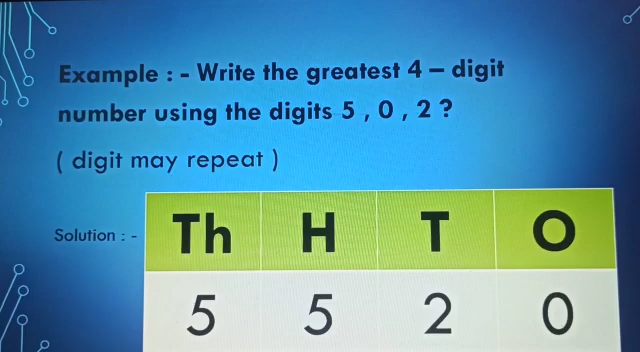 Example : - Write the greatest 4 – digit
number using the digits 5 , 0 , 2 ?
( digit may repeat )
Solution : -
Th H T O
5 5 2 0